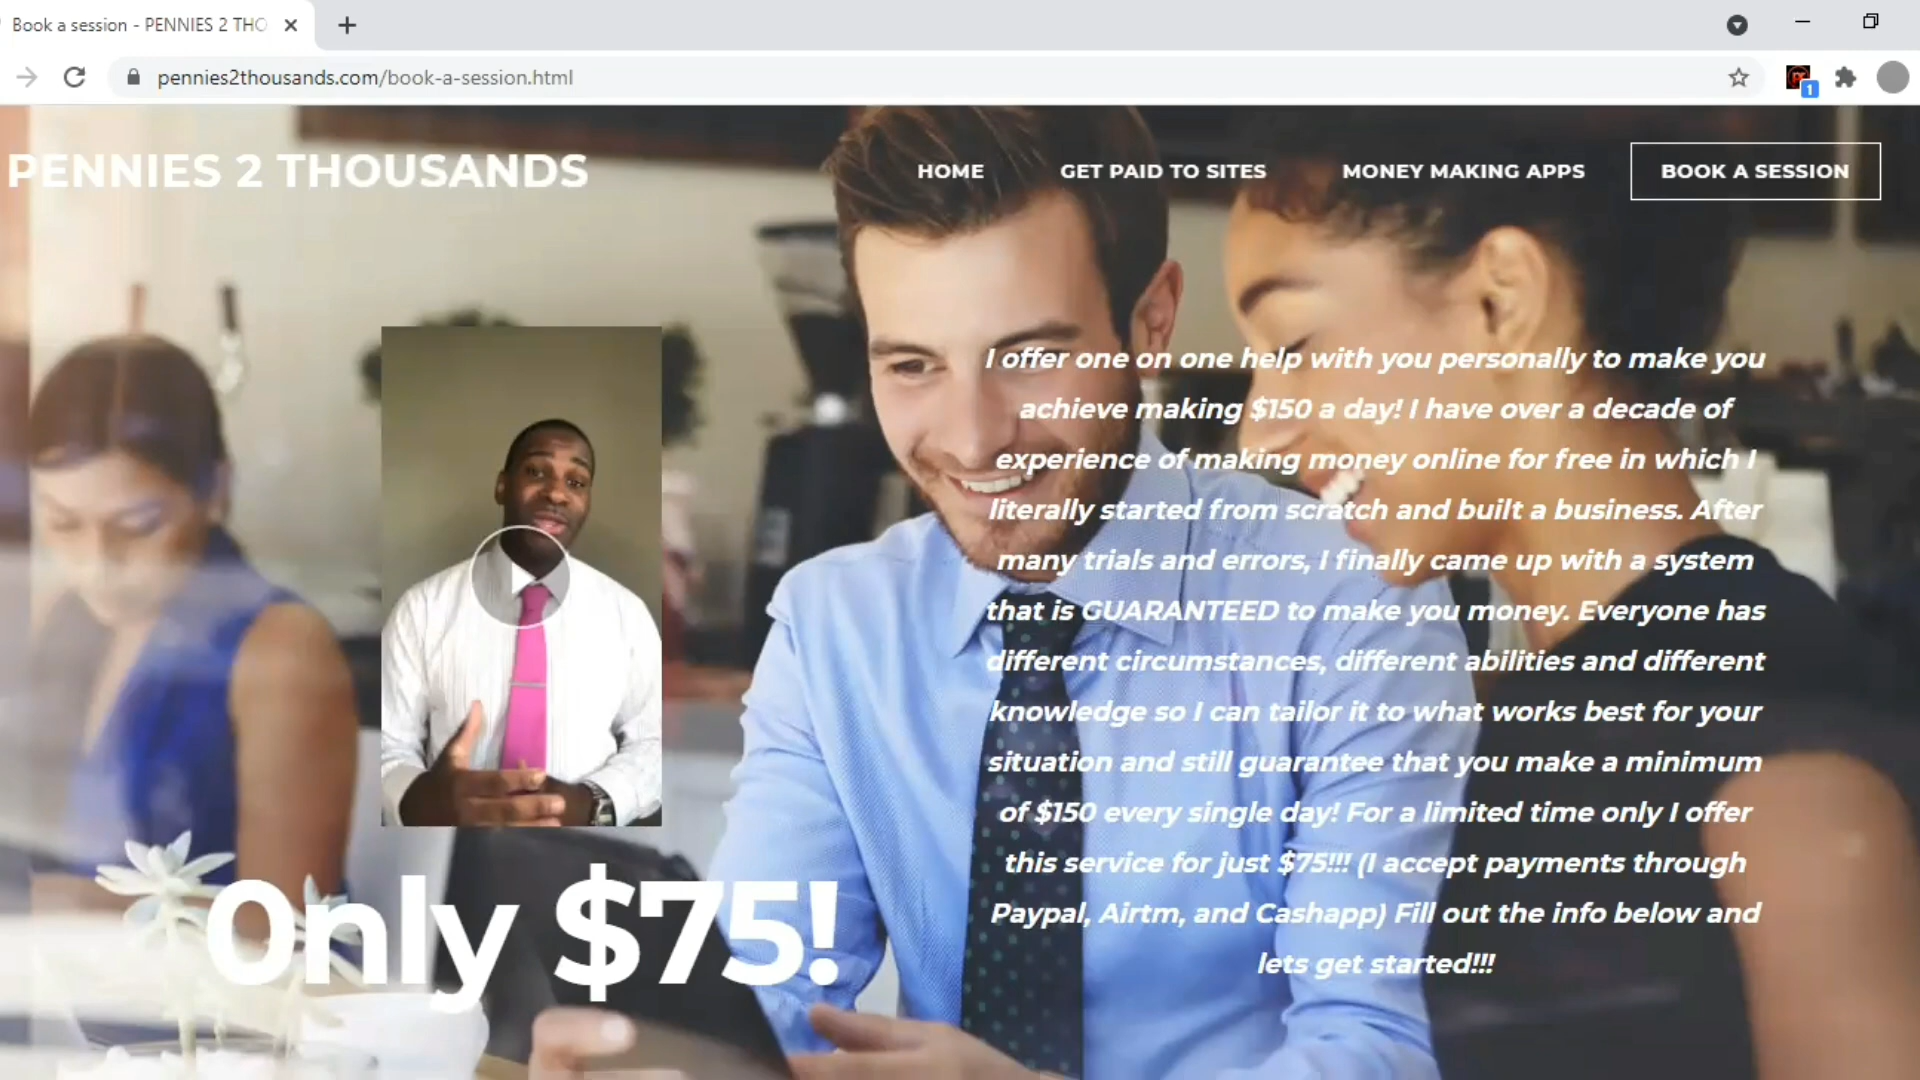 Book a session - PENNIES 2 THO
pennies2thousands.com/book-a-session.html
1
PENNIES 2 THOUSANDS
HOME
GET PAID TO SITES
MONEY MAKING APPS
BOOK A SESSION
I offer one on one help with you personally to make you
achieve making $150 a day! I have over a decade of
experience of making money online for free in which I
literally started from scratch and built a business. After
many trials and errors, I finally came up with a system
that is GUARANTEED to make you money. Everyone has
different circumstances, different abilities and different
knowledge so I can tailor it to what works best for your
situation and still guarantee that you make a minimum
of $150 every single day! For a limited time only I offer
this service for just $75!!! (I accept payments through
Paypal, Airtm, and Cashapp) Fill out the info below and
lets get started!!!
Only $75!